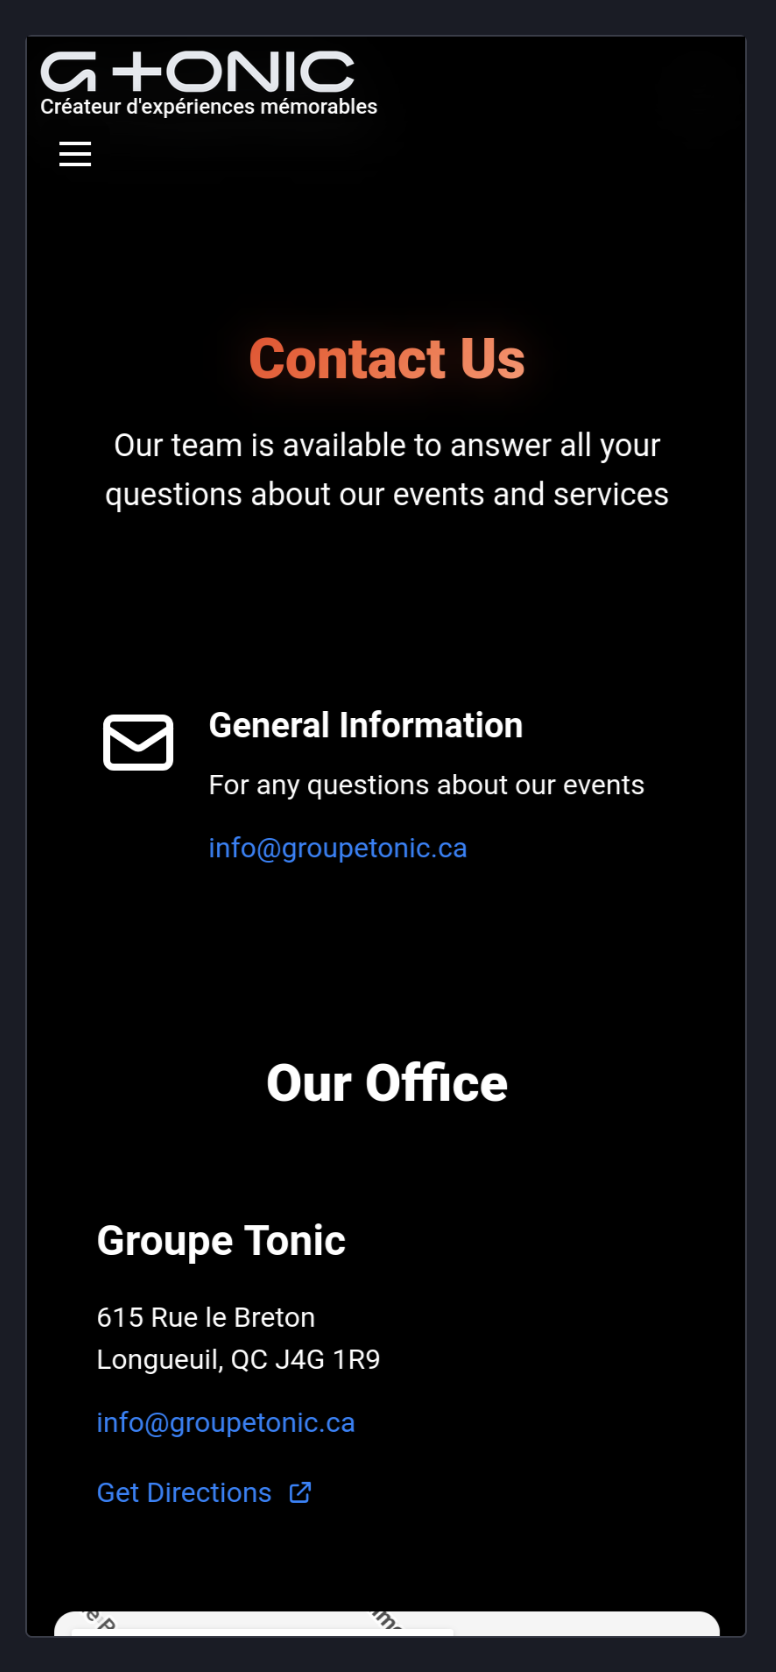 G+ONIC
Créateur d'expériences mémorables
Contact Us
Our team is available to answer all your
questions about our events and services
General Information
For any questions about our events
info@groupetonic.ca
Our Office
Groupe Tonic
615 Rue le Breton
Longueuil, QC J4G 1R9
info@groupetonic.ca
Get Directions